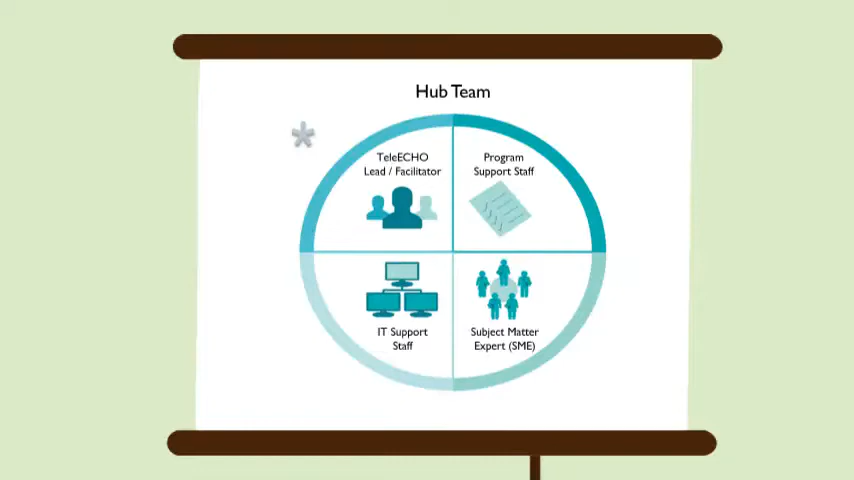 Hub Team
*
TeleECHO
Lead / Facilitator
Program
Support Staff
IT Support
Staff
Subject Matter
Expert (SME)